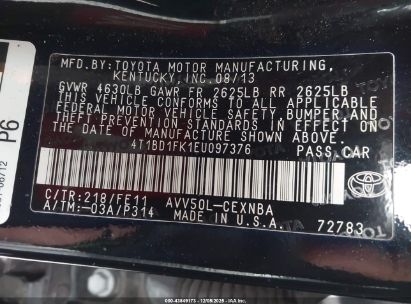 MFD.BY:TOYOTA MOTOR MANUFACTURING,
KENTUCKY,INC.08/13
GVWR 4630LB GAWR FR 2625LB RR 2625LB
THIS VEHICLE CONFORMS TO ALL APPLICABLE
FEDERAL MOTOR VEHICLE SAFETY, BUMPER, AND
THEFT PREVENTION STANDARDS IN EFFECT ON
THE DATE OF MANUFACTURE SHOWN ABOVE.
4T1BD1FK1EU097376 PASS.CAR
C/TR:218/FE11 AVV50L-CEXNBA
A/TM:-03A/P314 MADE IN U.S.A. 72783
P6
06/12